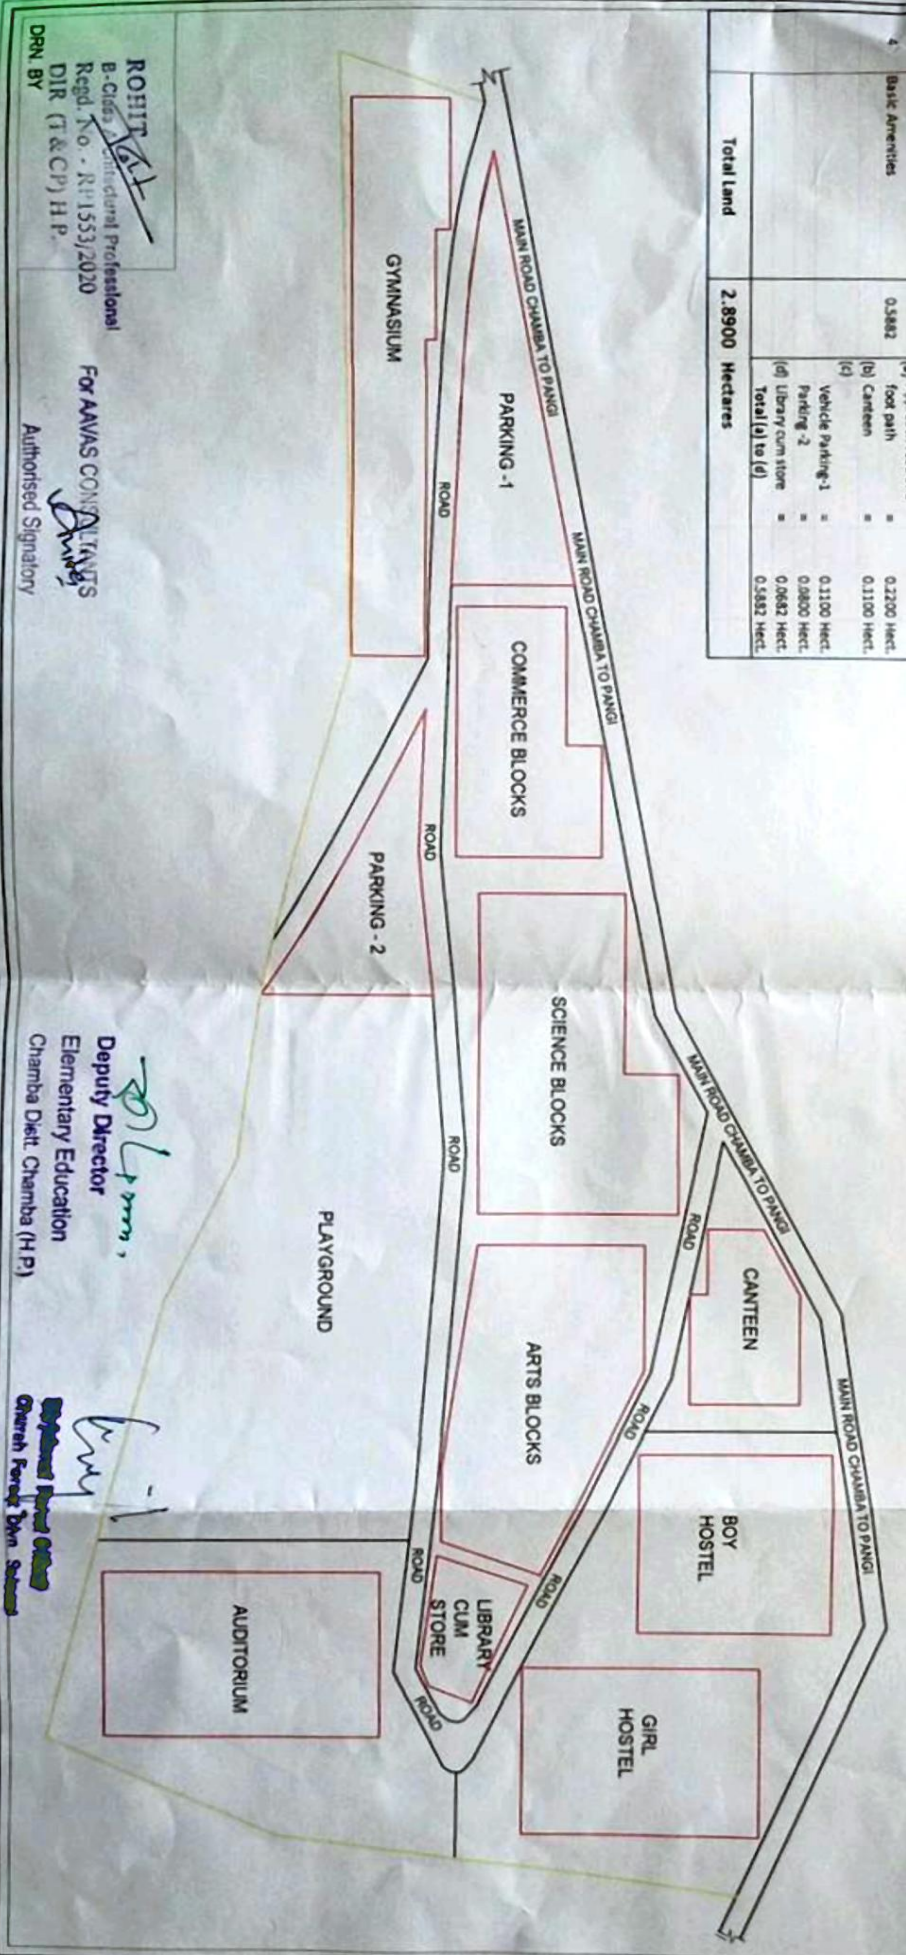 4 Basic Amenities 0.5882
foot path = 0.2200 Hect.
(b) Canteen = 0.1100 Hect.
(c)
Vehicle Parking-1 = 0.1100 Hect.
Parking -2 = 0.0800 Hect.
(d) Library cum store = 0.0682 Hect.
Total (a) to (d) 0.5882 Hect.
Total Land 2.8900 Hectares
MAIN ROAD CHAMBA TO PANGI
MAIN ROAD CHAMBA TO PANGI
MAIN ROAD CHAMBA TO PANGI
MAIN ROAD CHAMBA TO PANGI
CANTEEN
BOY
HOSTEL
GIRL
HOSTEL
ROAD
ROAD
ROAD
PARKING -1
COMMERCE BLOCKS
SCIENCE BLOCKS
ARTS BLOCKS
LIBRARY
CUM
STORE
ROAD
ROAD
ROAD
ROAD
ROAD
GYMNASIUM
PARKING - 2
PLAYGROUND
AUDITORIUM
ROHIT
B-Class Architectural Professional
Regd. No - RP1553/2020
DIR (T & CP) H.P.
DRN. BY
For AAVAS CONSULTANTS
Authorised Signatory
Deputy Director
Elementary Education
Chamba Distt. Chamba (H.P.)